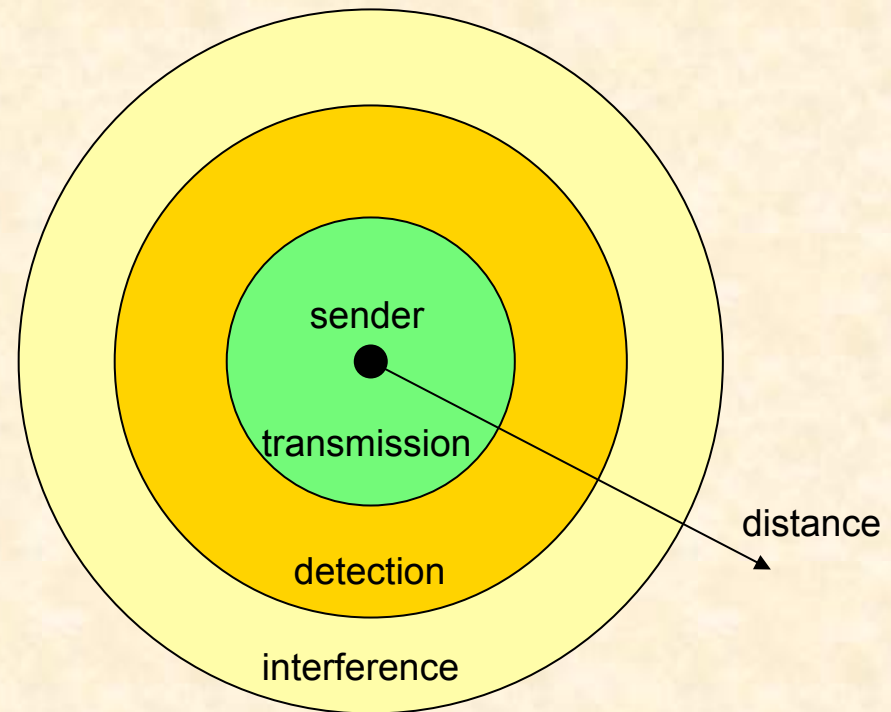 sender
transmission
distance
detection
interference